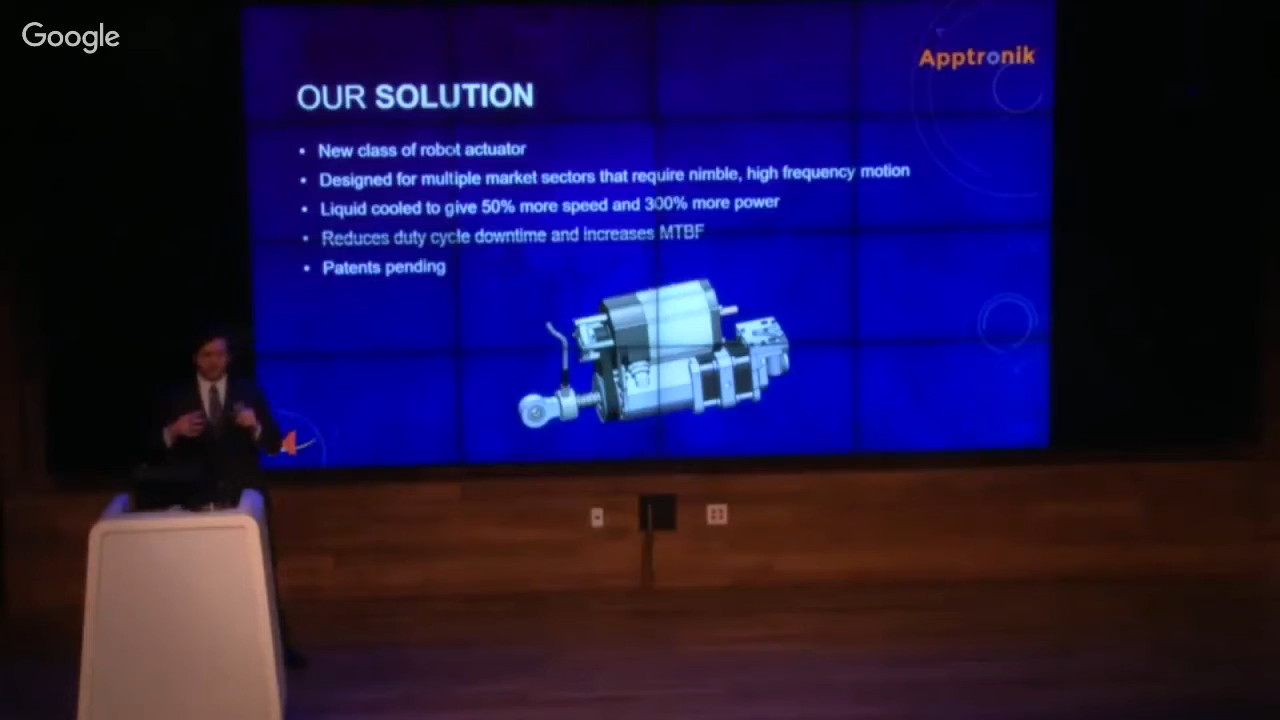 Google
Apptronik
OUR SOLUTION
• New class of robot actuator
• Designed for multiple market sectors that require nimble, high frequency motion
• Liquid cooled to give 50% more speed and 300% more power
• Reduces duty cycle downtime and increases MTBF
• Patents pending
4